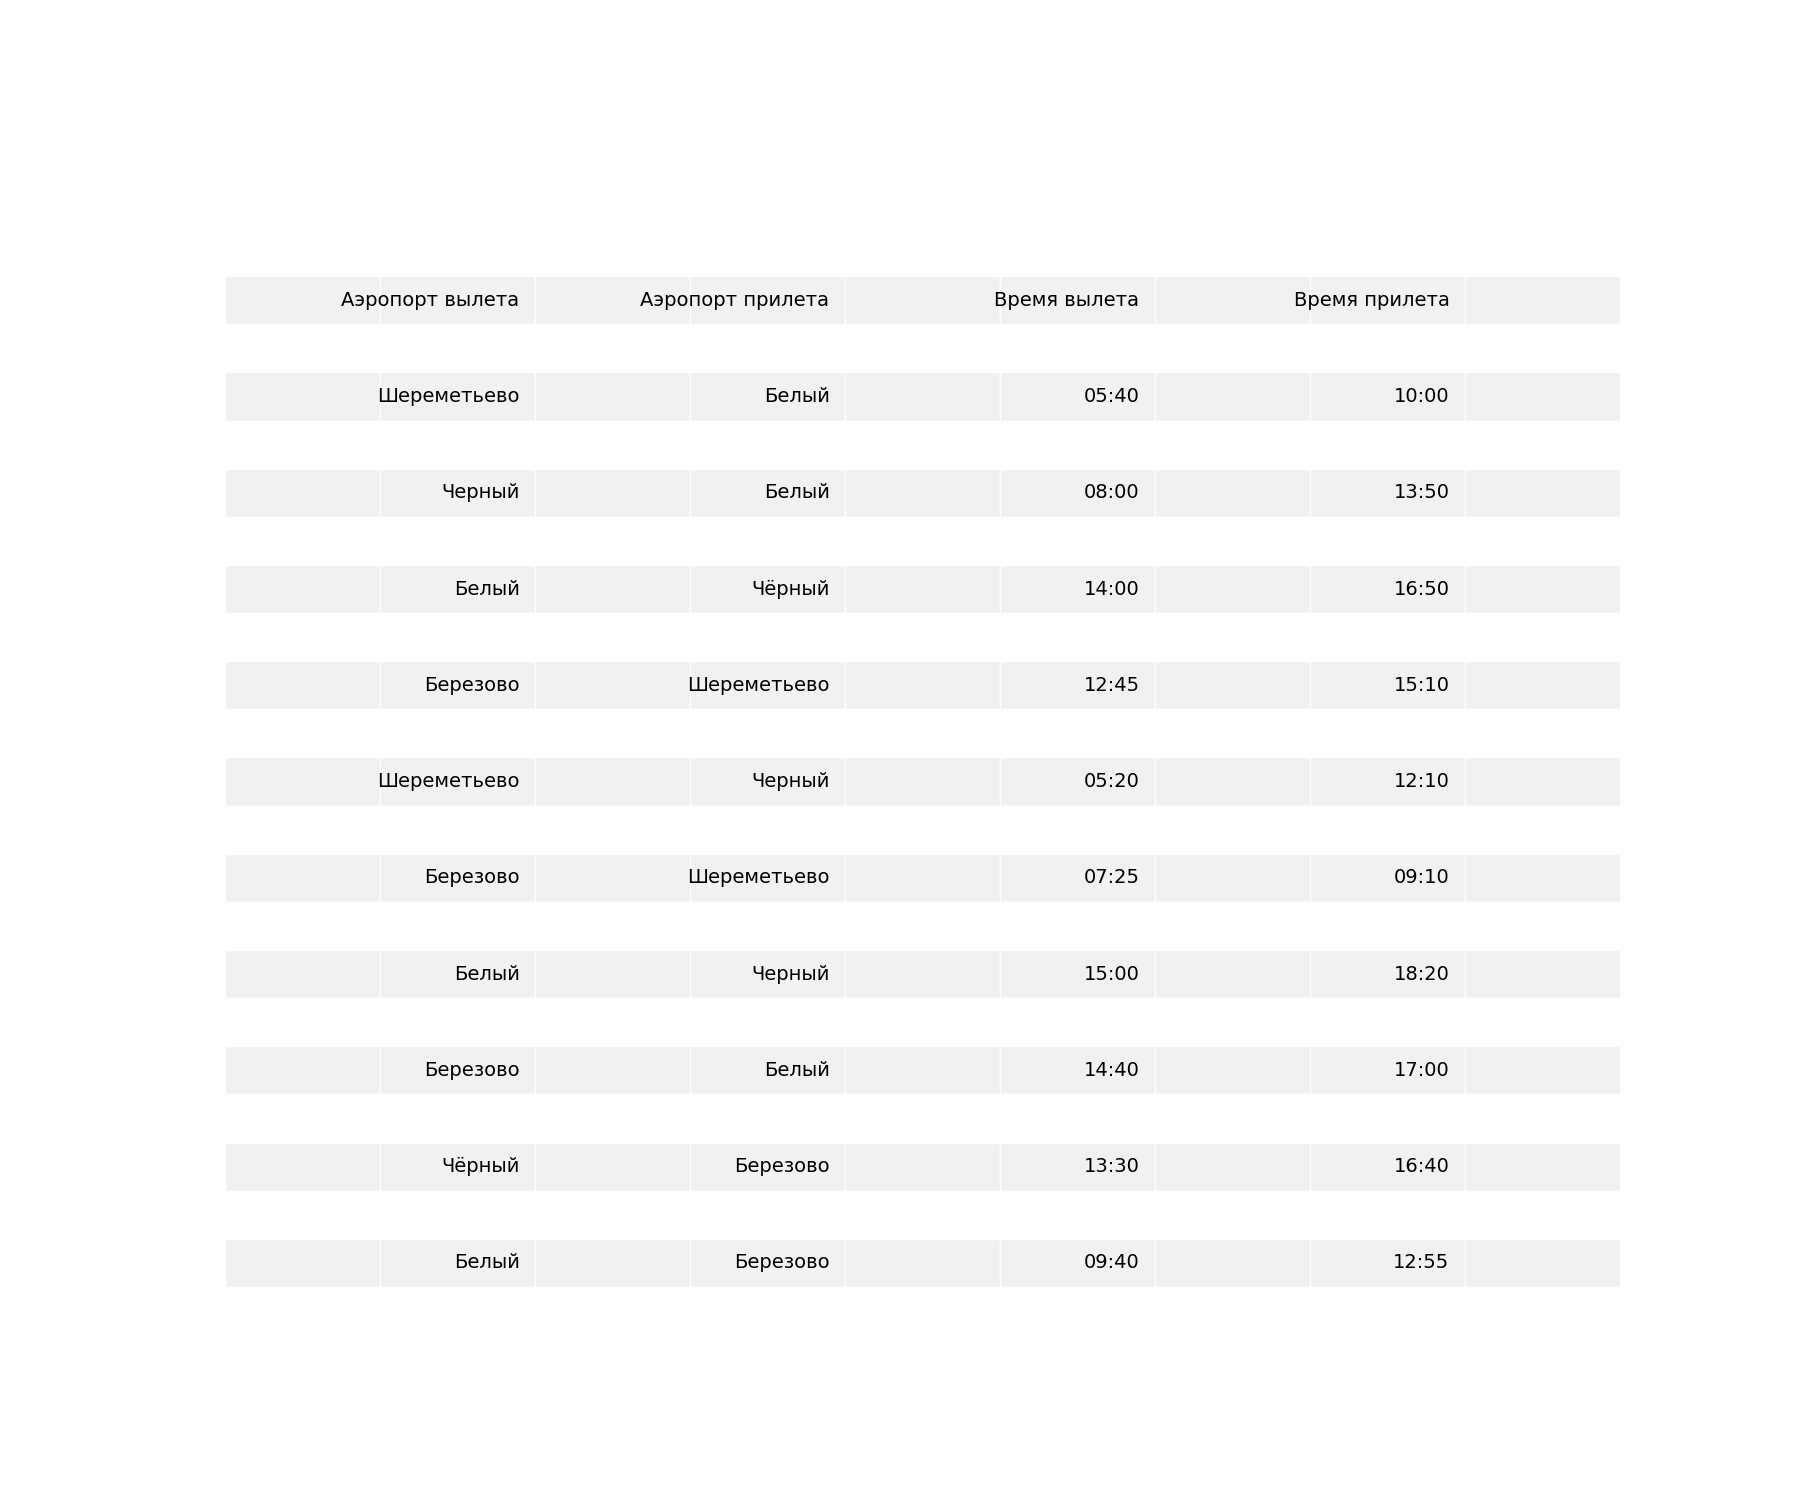 Аэропорт вылета Аэропорт прилета Время вылета Время прилета
Шереметьево Белый 05:40 10:00
Черный Белый 08:00 13:50
Белый Чёрный 14:00 16:50
Березово Шереметьево 12:45 15:10
Шереметьево Черный 05:20 12:10
Березово Шереметьево 07:25 09:10
Белый Черный 15:00 18:20
Березово Белый 14:40 17:00
Чёрный Березово 13:30 16:40
Белый Березово 09:40 12:55